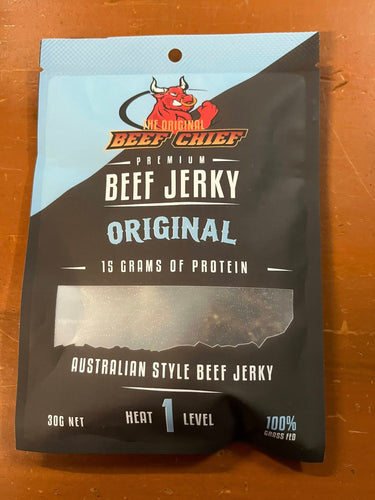 THE ORIGINAL
BEEF CHIEF
PREMIUM
BEEF JERKY
ORIGINAL
15 GRAMS OF PROTEIN
AUSTRALIAN STYLE BEEF JERKY
30G NET
HEAT 1 LEVEL
100%
GRASS FED